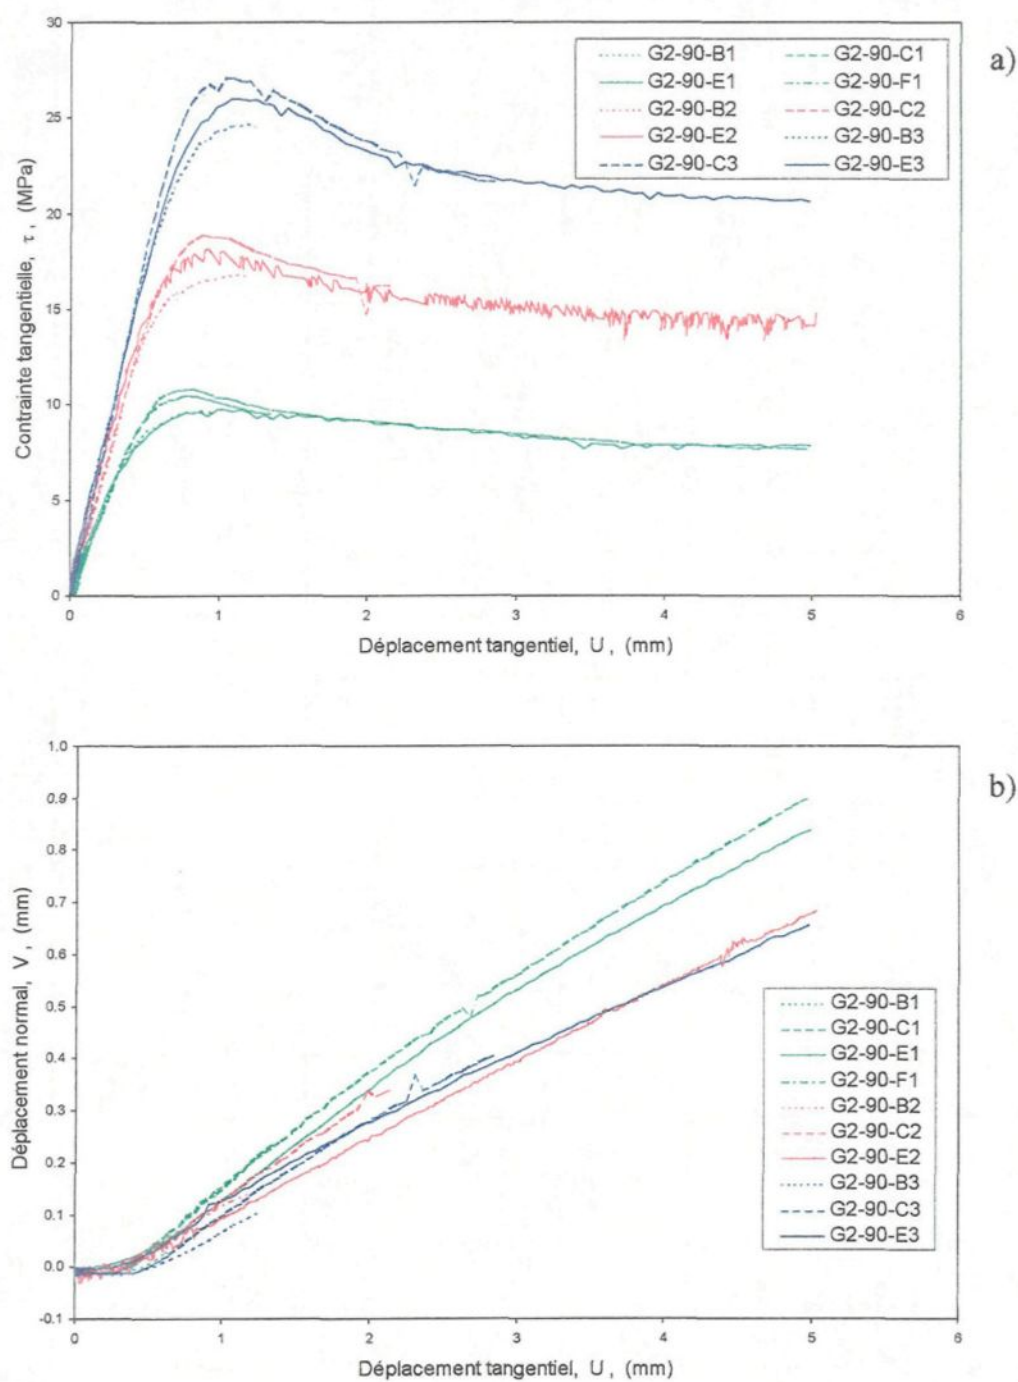 30
25
20
15
10
5
0
Contrainte tangentielle, τ , (MPa)
G2-90-B1 G2-90-C1
G2-90-E1 G2-90-F1
G2-90-B2 G2-90-C2
G2-90-E2 G2-90-B3
G2-90-C3 G2-90-E3
a)
0 1 2 3 4 5 6
Déplacement tangentiel, U , (mm)
1.0
0.9
0.8
0.7
0.6
0.5
0.4
0.3
0.2
0.1
0.0
-0.1
Déplacement normal, V , (mm)
b)
G2-90-B1
G2-90-C1
G2-90-E1
G2-90-F1
G2-90-B2
G2-90-C2
G2-90-E2
G2-90-B3
G2-90-C3
G2-90-E3
0 1 2 3 4 5 6
Déplacement tangentiel, U , (mm)